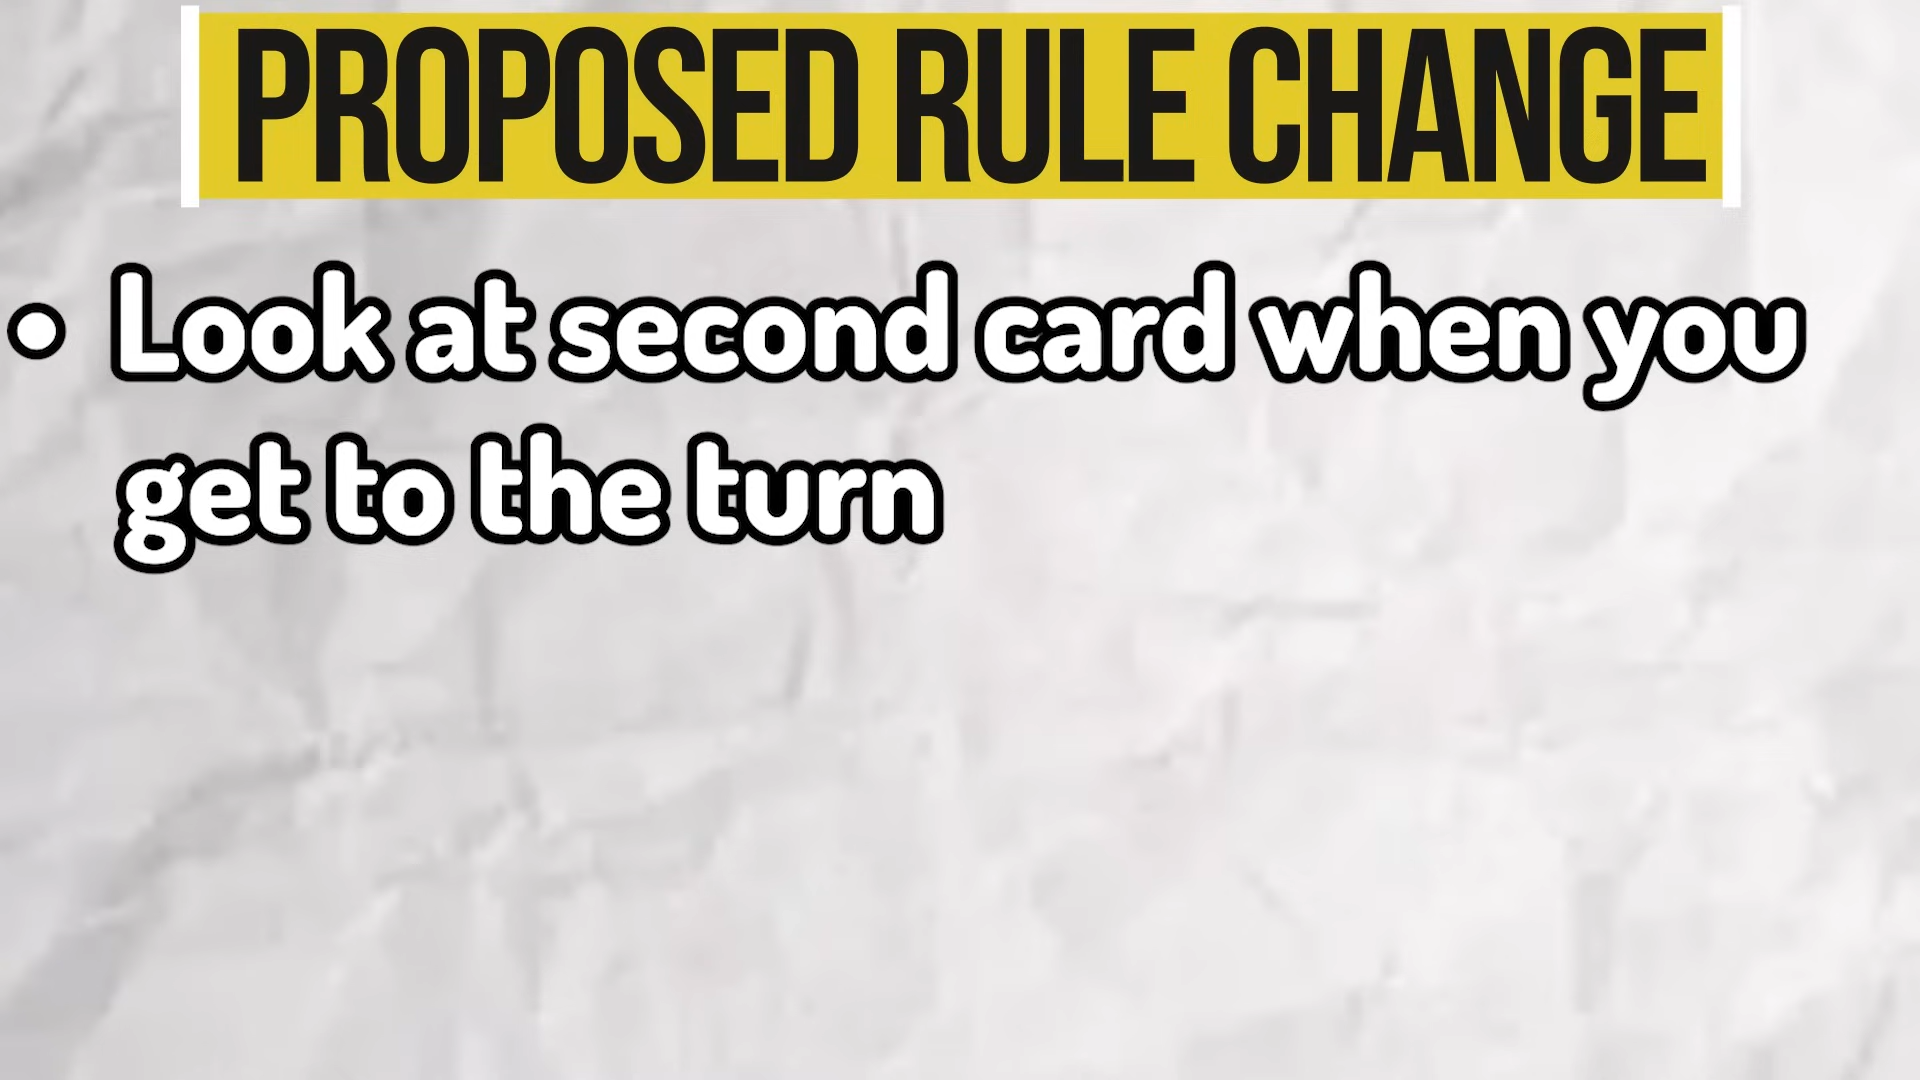 PROPOSED RULE CHANGE
• Look at second card when you
get to the turn